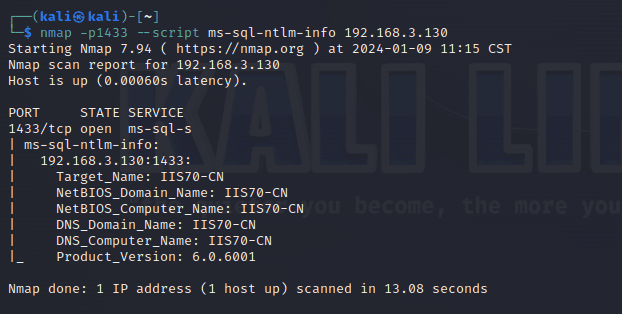 ┌──(kali㉿kali)-[~]
└─$ nmap -p1433 --script ms-sql-ntlm-info 192.168.3.130
Starting Nmap 7.94 ( https://nmap.org ) at 2024-01-09 11:15 CST
Nmap scan report for 192.168.3.130
Host is up (0.00060s latency).
PORT     STATE SERVICE
1433/tcp open  ms-sql-s
| ms-sql-ntlm-info:
|   192.168.3.130:1433:
|     Target_Name: IIS70-CN
|     NetBIOS_Domain_Name: IIS70-CN
|     NetBIOS_Computer_Name: IIS70-CN
|     DNS_Domain_Name: IIS70-CN
|     DNS_Computer_Name: IIS70-CN
|_    Product_Version: 6.0.6001
Nmap done: 1 IP address (1 host up) scanned in 13.08 seconds
KALI LI
you become, the more you